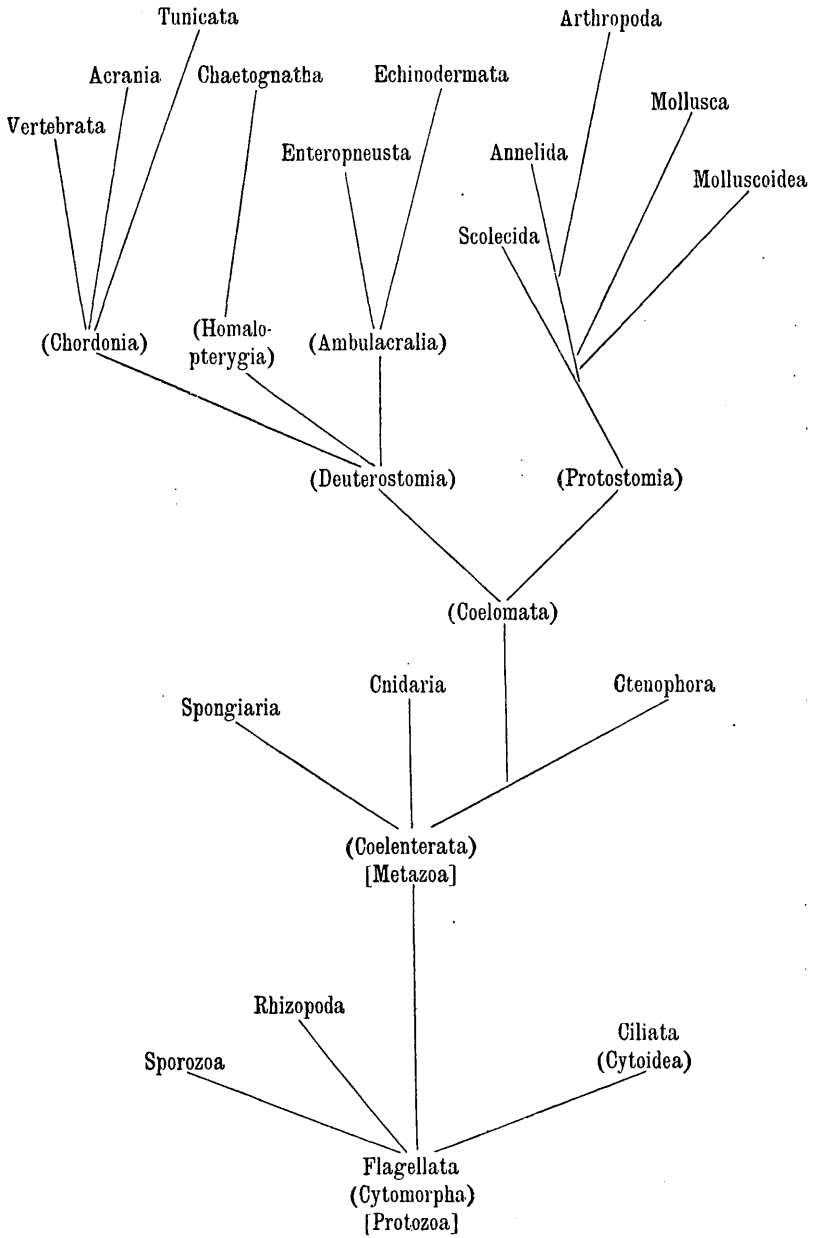 Tunicata
Arthropoda
Acrania
Chaetognatha
Echinodermata
Mollusca
Vertebrata
Enteropneusta
Annelida
Molluscoidea
Scolecida
(Chordonia)
(Homalo-
pterygia)
(Ambulacralia)
(Deuterostomia)
(Protostomia)
(Coelomata)
Spongiaria
Cnidaria
Ctenophora
(Coelenterata)
[Metazoa]
Rhizopoda
Sporozoa
Ciliata
(Cytoidea)
Flagellata
(Cytomorpha)
[Protozoa]